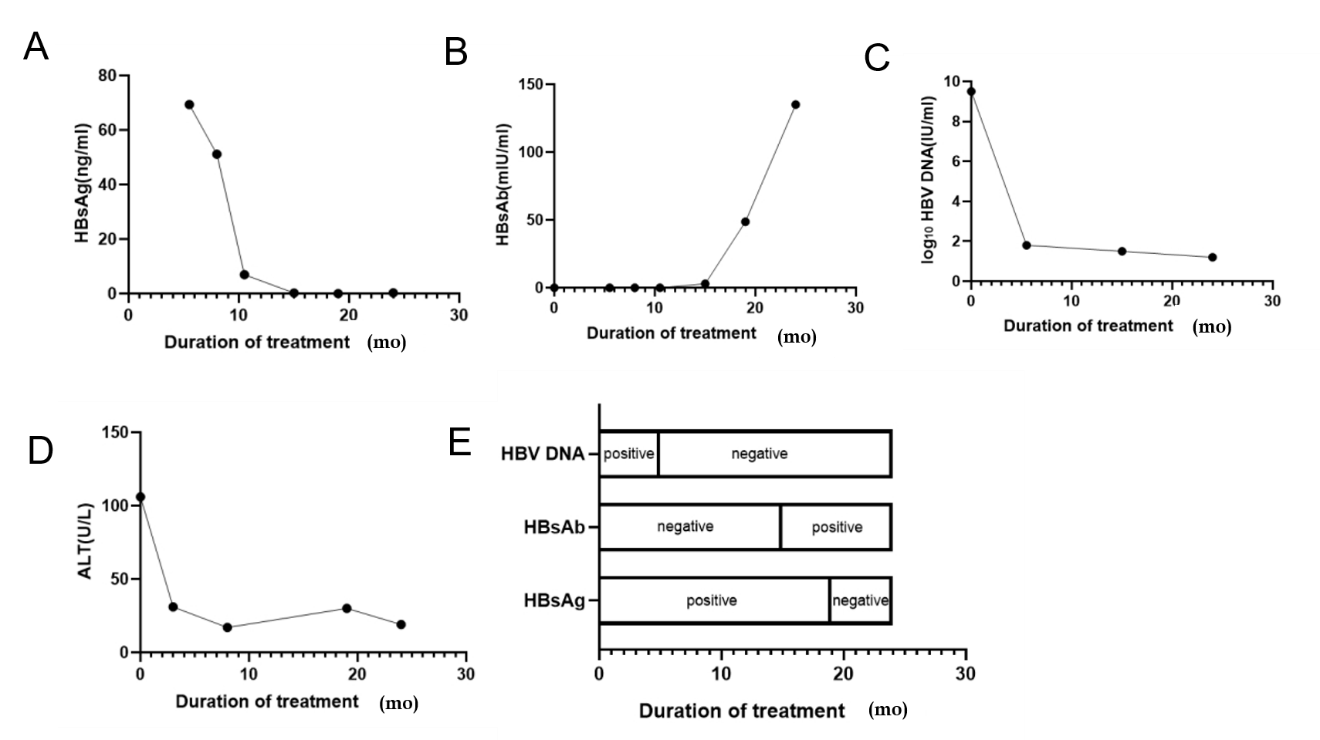 A
HBsAg(ng/ml)
80
60
40
20
0
0 10 20 30
Duration of treatment (mo)
B
HBsAb(mIU/ml)
150
100
50
0
0 10 20 30
Duration of treatment (mo)
C
log10 HBV DNA(IU/ml)
10
8
6
4
2
0
0 10 20 30
Duration of treatment (mo)
D
ALT(U/L)
150
100
50
0
0 10 20 30
Duration of treatment (mo)
E
HBV DNA positive negative
HBsAb negative positive
HBsAg positive negative
0 10 20 30
Duration of treatment (mo)